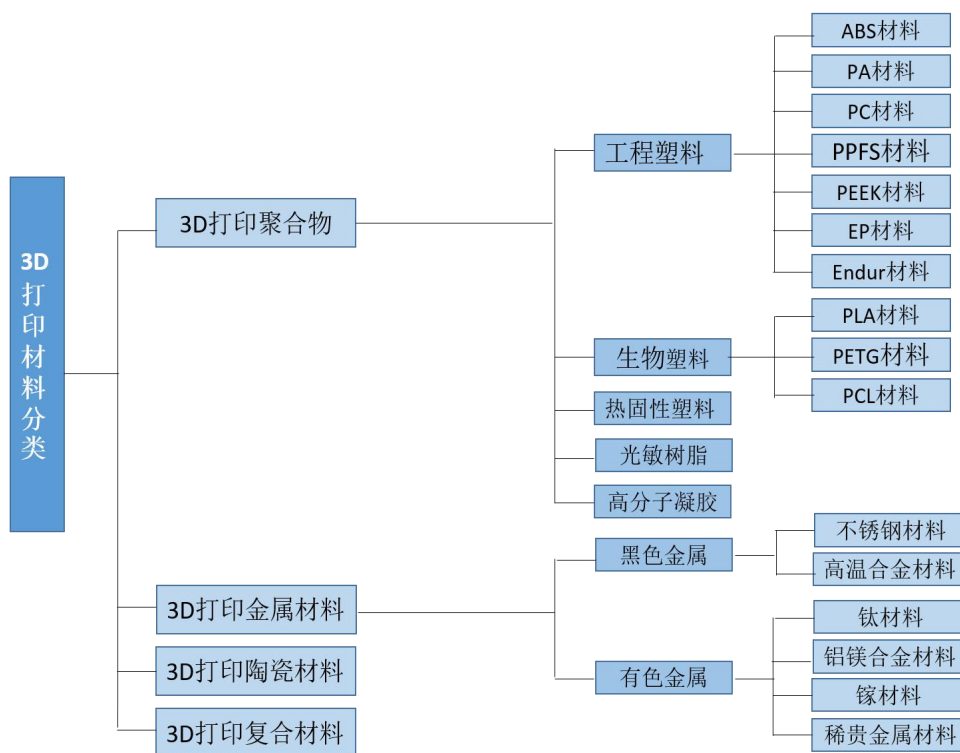 3D打印材料分类
3D打印聚合物
工程塑料
ABS材料
PA材料
PC材料
PPFS材料
PEEK材料
EP材料
Endur材料
生物塑料
PLA材料
PETG材料
PCL材料
热固性塑料
光敏树脂
高分子凝胶
3D打印金属材料
黑色金属
不锈钢材料
高温合金材料
有色金属
钛材料
铝镁合金材料
镓材料
稀贵金属材料
3D打印陶瓷材料
3D打印复合材料